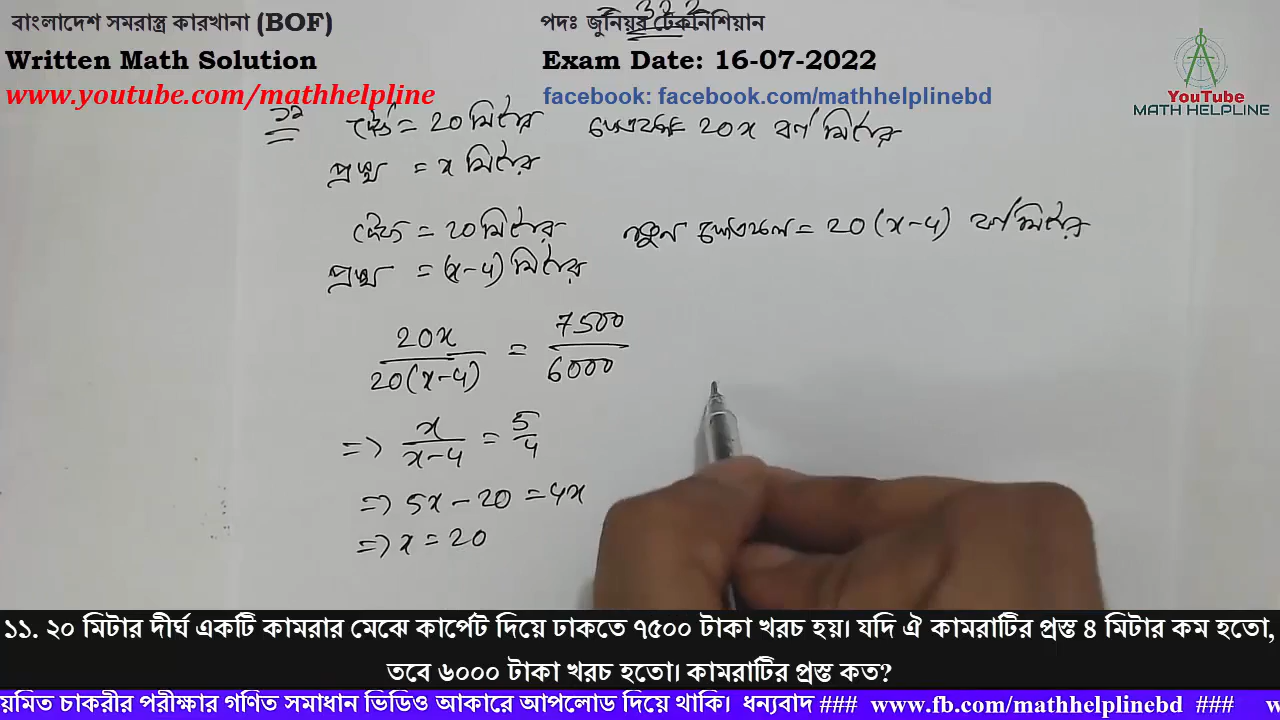 বাংলাদেশ সমরাস্ত্র কারখানা (BOF)
পদঃ জুনিয়র টেকনিশিয়ান
Written Math Solution
Exam Date: 16-07-2022
www.youtube.com/mathhelpline
facebook: facebook.com/mathhelplinebd
YouTube
MATH HELPLINE
১১
দৈর্ঘ্য = 20 মিটার
ক্ষেত্রফল = 20x বর্গ মিটার
প্রস্থ = x মিটার
দৈর্ঘ্য = 20 মিটার
নতুন ক্ষেত্রফল = 20(x-4) বর্গ মিটার
প্রস্থ = (x-4) মিটার
20x/20(x-4) = 7500/6000
=> x/x-4 = 5/4
=> 5x - 20 = 4x
=> x = 20
১১. ২০ মিটার দীর্ঘ একটি কামরার মেঝে কার্পেট দিয়ে ঢাকতে ৭৫০০ টাকা খরচ হয়। যদি ঐ কামরাটির প্রস্ত ৪ মিটার কম হতো,
তবে ৬০০০ টাকা খরচ হতো। কামরাটির প্রস্ত কত?
য়মিত চাকরীর পরীক্ষার গণিত সমাধান ভিডিও আকারে আপলোড দিয়ে থাকি। ধন্যবাদ ### www.fb.com/mathhelplinebd ### w